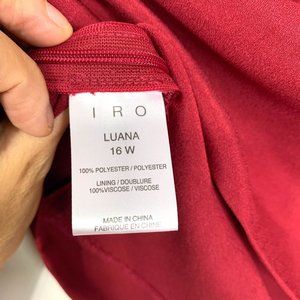 IRO
LUANA
16 W
100% POLYESTER / POLYESTER
LINING / DOUBLURE
100%VISCOSE / VISCOSE
MADE IN CHINA
FABRIQUE EN CHINE